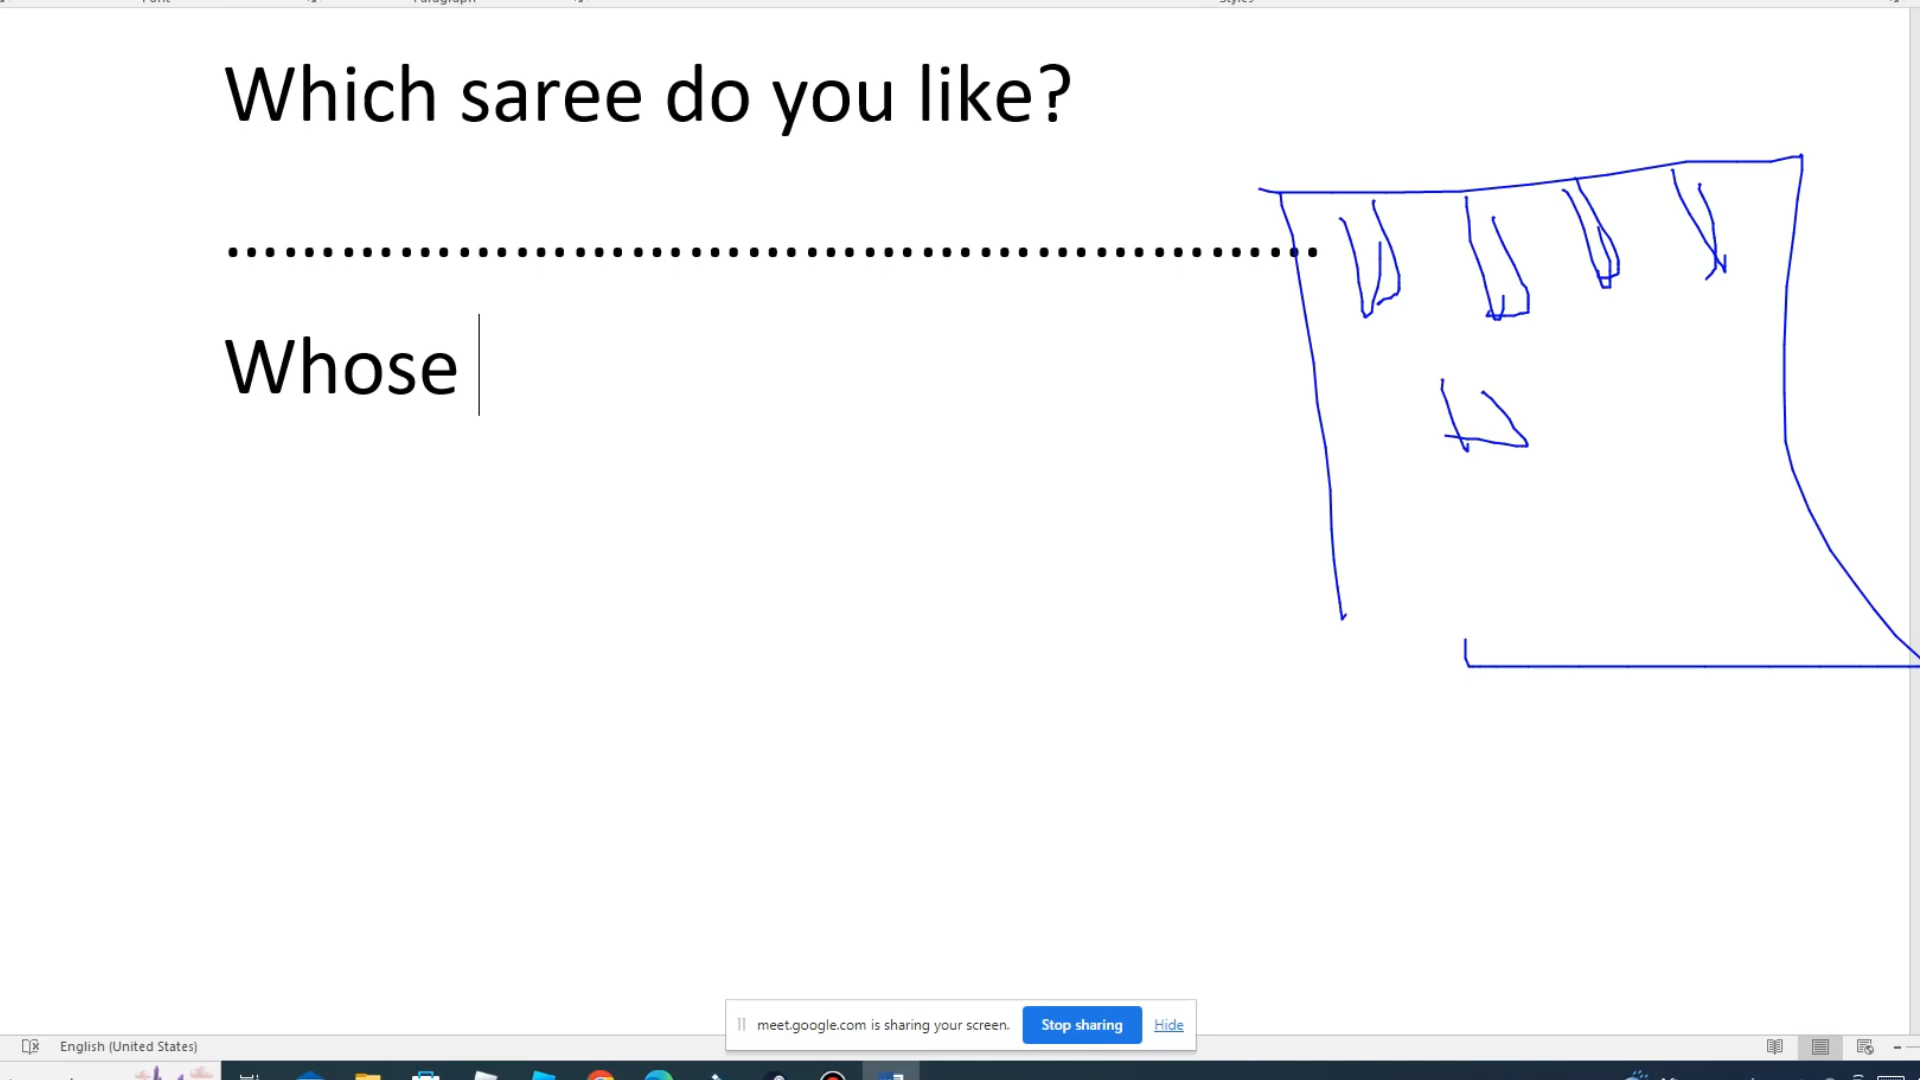 Which saree do you like?
.........................................................
Whose
meet.google.com is sharing your screen. Stop sharing Hide
English (United States)